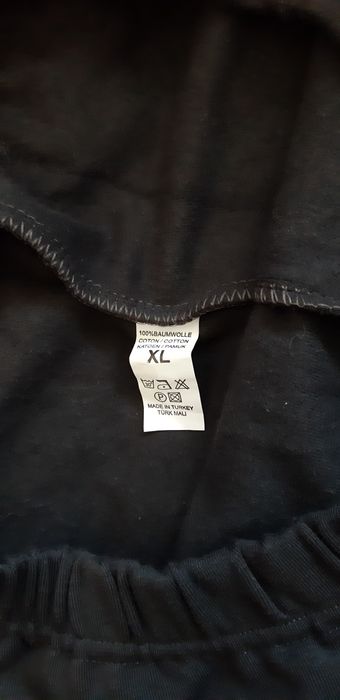 100%BAUMWOLLE
COTON / COTTON
KATOEN / PAMUK
XL
P
MADE IN TURKEY
TÜRK MALI